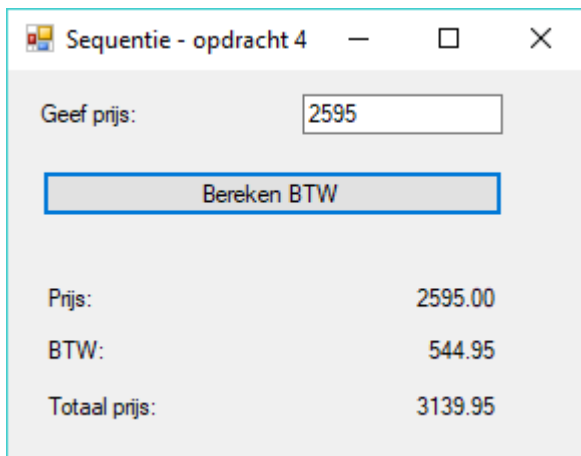 Sequentie - opdracht 4
Geef prijs: 2595
Bereken BTW
Prijs: 2595.00
BTW: 544.95
Totaal prijs: 3139.95